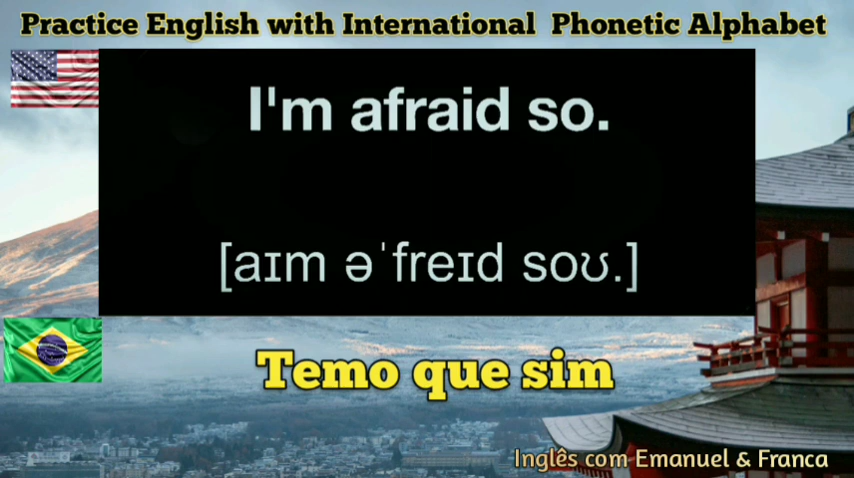 Practice English with International Phonetic Alphabet
I'm afraid so.
[aɪm əˈfreɪd soʊ.]
Temo que sim
Inglês com Emanuel & Franca